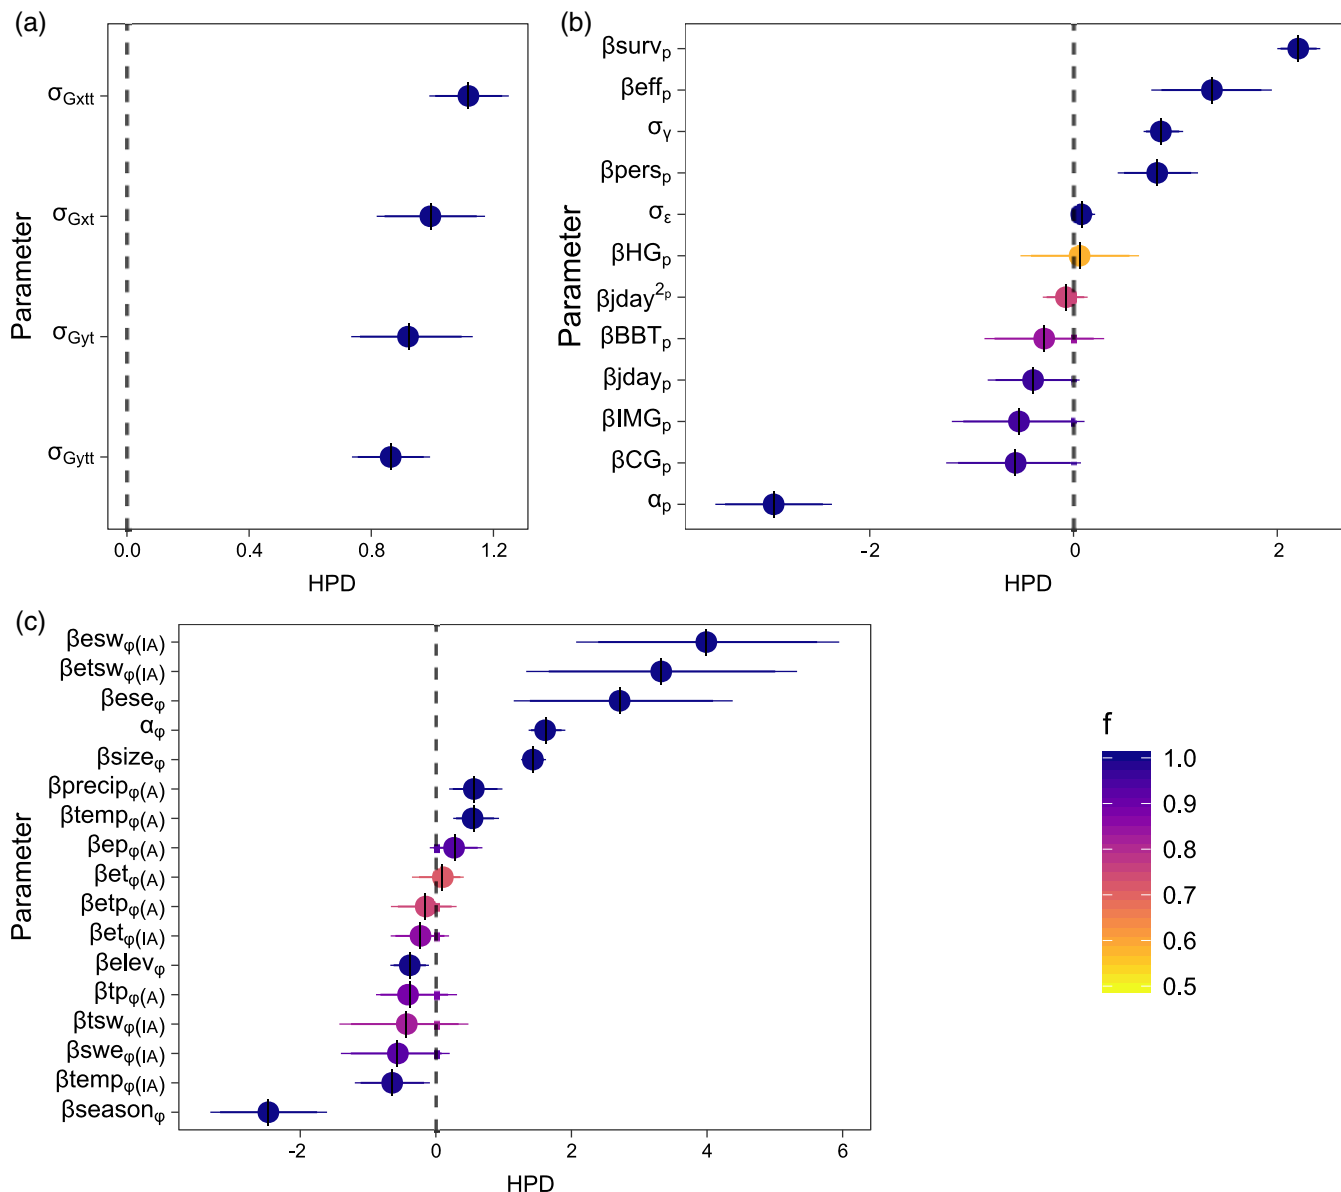 (a)
Parameter
σGxtt
σGxt
σGyt
σGytt
0.0 0.4 0.8 1.2
HPD
(b)
Parameter
βsurvp
βeffp
σγ
βpersp
σε
βHGp
βjday²p
βBBTp
βjdayp
βIMGp
βCGp
αp
-2 0 2
HPD
(c)
Parameter
βeswφ(IA)
βetswφ(IA)
βeseφ
αφ
βsizeφ
βprecipφ(A)
βtempφ(A)
βepφ(A)
βetφ(A)
βetpφ(A)
βetφ(IA)
βelevφ
βtpφ(A)
βtswφ(IA)
βsweφ(IA)
βtempφ(IA)
βseasonφ
-2 0 2 4 6
HPD
f
1.0
0.9
0.8
0.7
0.6
0.5